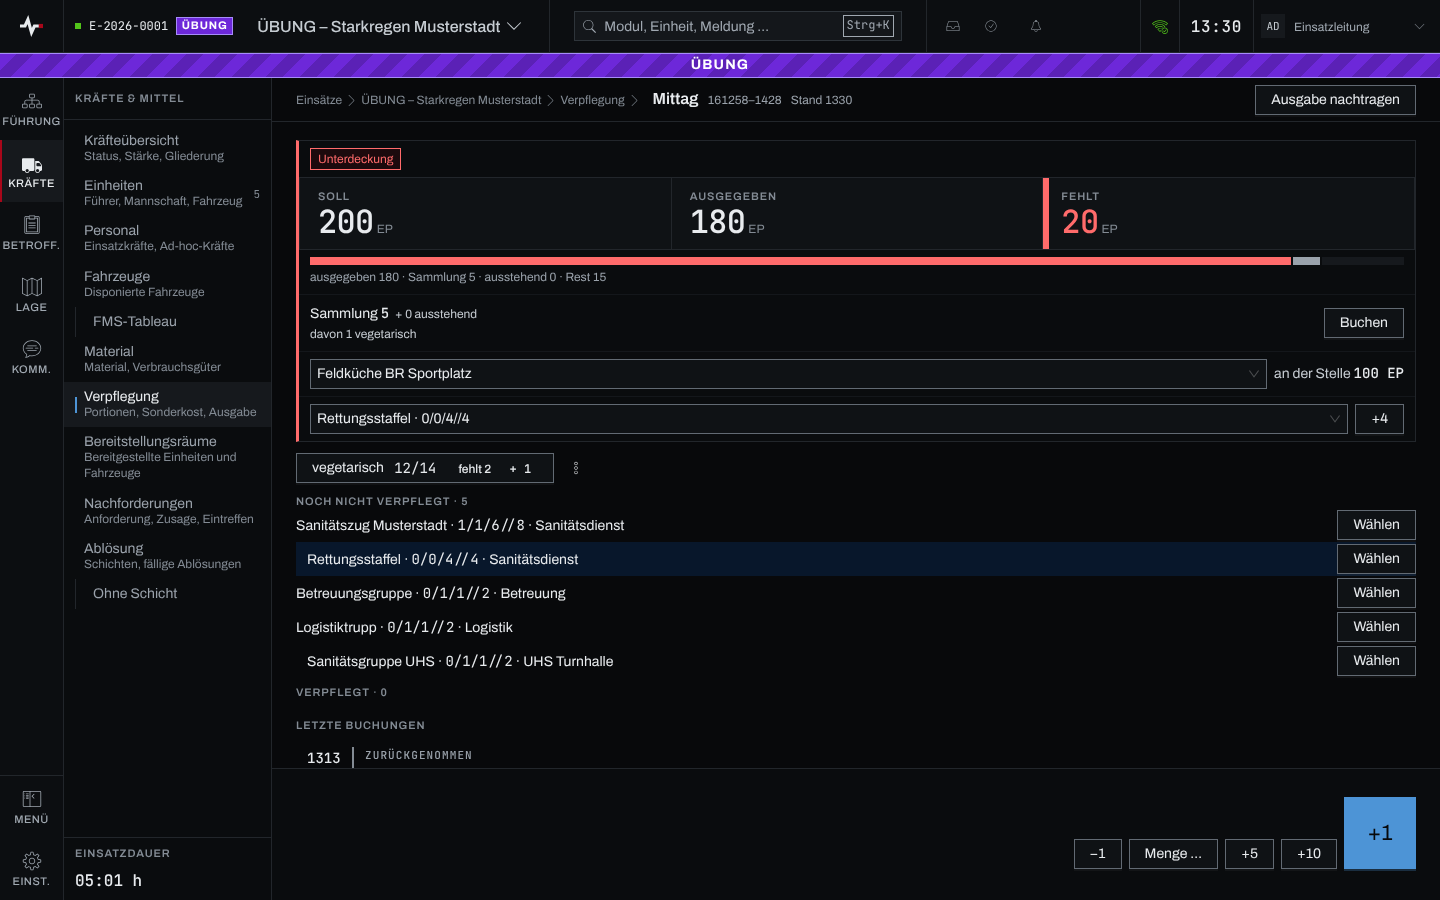 E-2026-0001 ÜBUNG ÜBUNG – Starkregen Musterstadt Modul, Einheit, Meldung ... Strg+K 13:30 AD Einsatzleitung
ÜBUNG
FÜHRUNG
KRÄFTE
BETROFF.
LAGE
KOMM.
MENÜ
EINST.
KRÄFTE & MITTEL
Kräfteübersicht
Status, Stärke, Gliederung
Einheiten
Führer, Mannschaft, Fahrzeug 5
Personal
Einsatzkräfte, Ad-hoc-Kräfte
Fahrzeuge
Disponierte Fahrzeuge
FMS-Tableau
Material
Material, Verbrauchsgüter
Verpflegung
Portionen, Sonderkost, Ausgabe
Bereitstellungsräume
Bereitgestellte Einheiten und
Fahrzeuge
Nachforderungen
Anforderung, Zusage, Eintreffen
Ablösung
Schichten, fällige Ablösungen
Ohne Schicht
EINSATZDAUER
05:01 h
Einsätze ÜBUNG – Starkregen Musterstadt Verpflegung Mittag 161258–1428 Stand 1330 Ausgabe nachtragen
Unterdeckung
SOLL AUSGEGEBEN FEHLT
200 EP 180 EP 20 EP
ausgegeben 180 · Sammlung 5 · ausstehend 0 · Rest 15
Sammlung 5 + 0 ausstehend
davon 1 vegetarisch
Buchen
Feldküche BR Sportplatz an der Stelle 100 EP
Rettungsstaffel · 0/0/4//4 +4
vegetarisch 12/14 fehlt 2 + 1
NOCH NICHT VERPFLEGT · 5
Sanitätszug Musterstadt · 1/1/6//8 · Sanitätsdienst Wählen
Rettungsstaffel · 0/0/4//4 · Sanitätsdienst Wählen
Betreuungsgruppe · 0/1/1//2 · Betreuung Wählen
Logistiktrupp · 0/1/1//2 · Logistik Wählen
Sanitätsgruppe UHS · 0/1/1//2 · UHS Turnhalle Wählen
VERPFLEGT · 0
LETZTE BUCHUNGEN
1313 ZURÜCKGENOMMEN
−1 Menge ... +5 +10 +1